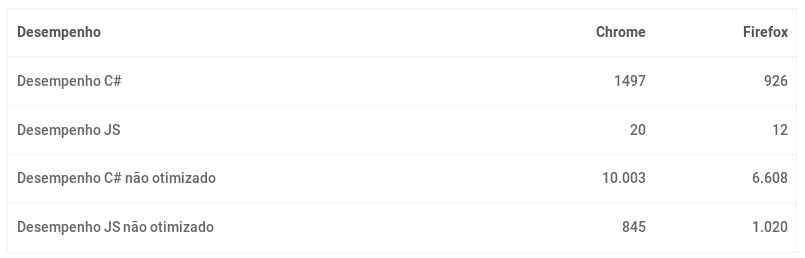 Desempenho Chrome Firefox
Desempenho C# 1497 926
Desempenho JS 20 12
Desempenho C# não otimizado 10.003 6.608
Desempenho JS não otimizado 845 1.020